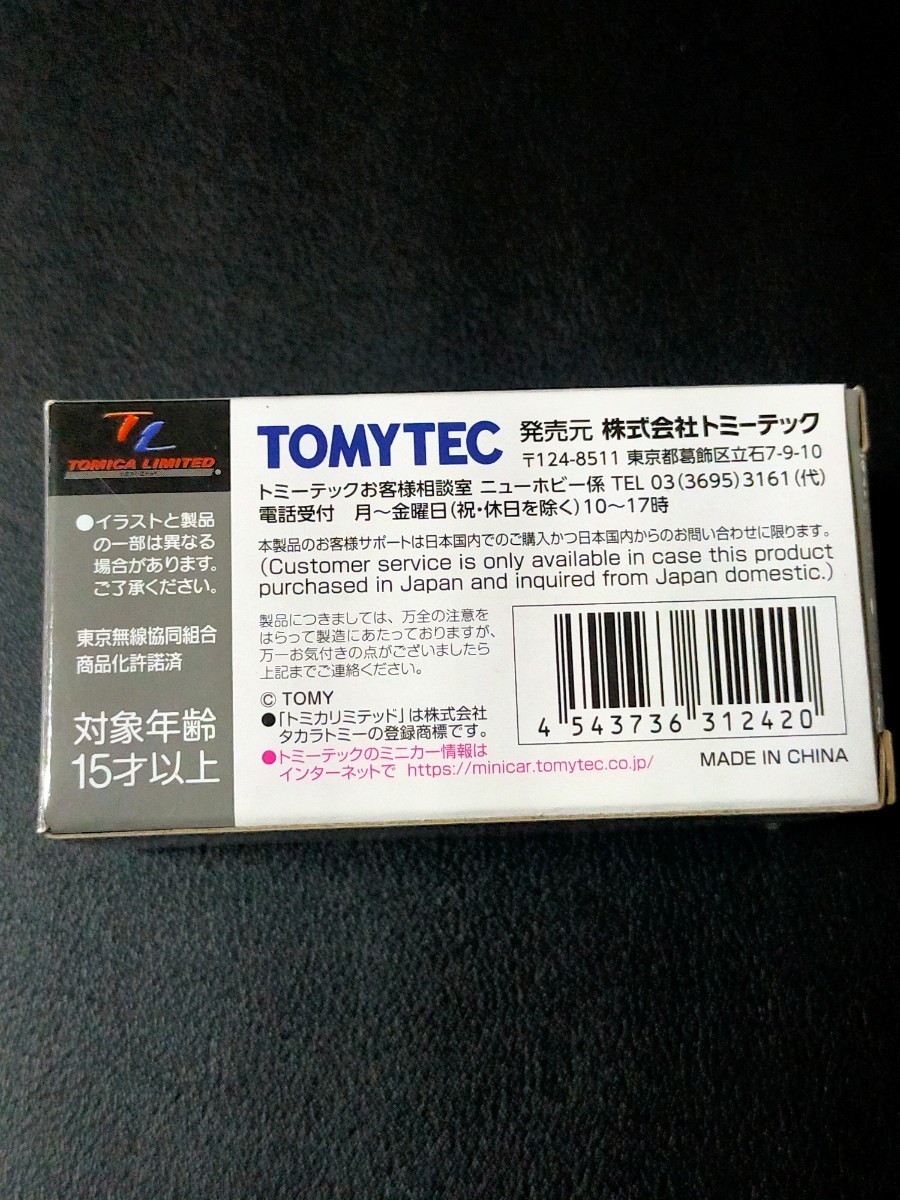 TL
TOMICA LIMITED
●イラストと製品
の一部は異なる
場合があります。
ご了承ください。
東京無線協同組合
商品化許諾済
対象年齢
15才以上
TOMYTEC 発売元 株式会社トミーテック
〒124-8511 東京都葛飾区立石7-9-10
トミーテックお客様相談室 ニューホビー係 TEL 03(3695)3161(代)
電話受付 月～金曜日(祝・休日を除く)10～17時
本製品のお客様サポートは日本国内でのご購入かつ日本国内からのお問い合わせに限ります。
(Customer service is only available in case this product
purchased in Japan and inquired from Japan domestic.)
製品につきましては、万全の注意を
はらって製造にあたっておりますが、
万一お気付きの点がございましたら
上記までご連絡ください。
© TOMY
●「トミカリミテッド」は株式会社
タカラトミーの登録商標です。
●トミーテックのミニカー情報は
インターネットで https://minicar.tomytec.co.jp/
4 543736 312420
MADE IN CHINA